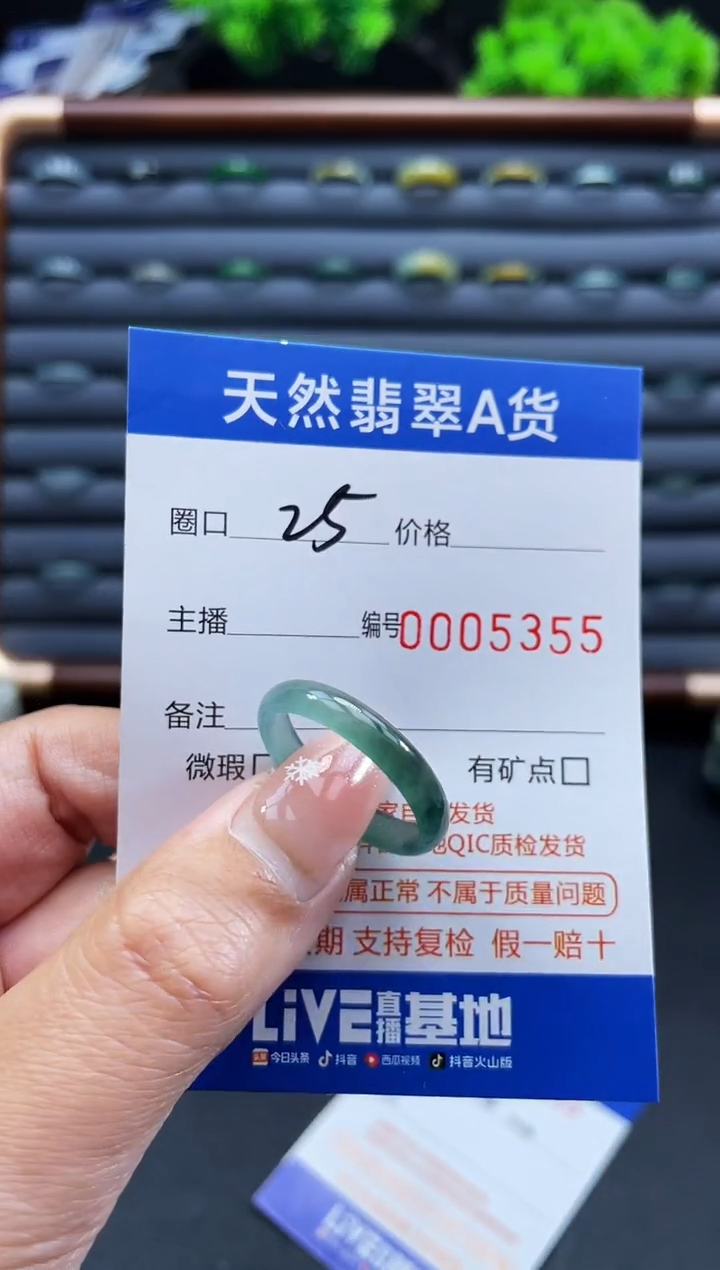 天然翡翠A货
圈口 25 价格
主播 编号0005355
备注
微瑕 有矿点
发货
QIC质检发货
属正常 不属于质量问题
期 支持复检 假一赔十
LiVE直播基地
头条 今日头条 抖音 西瓜视频 抖音火山版